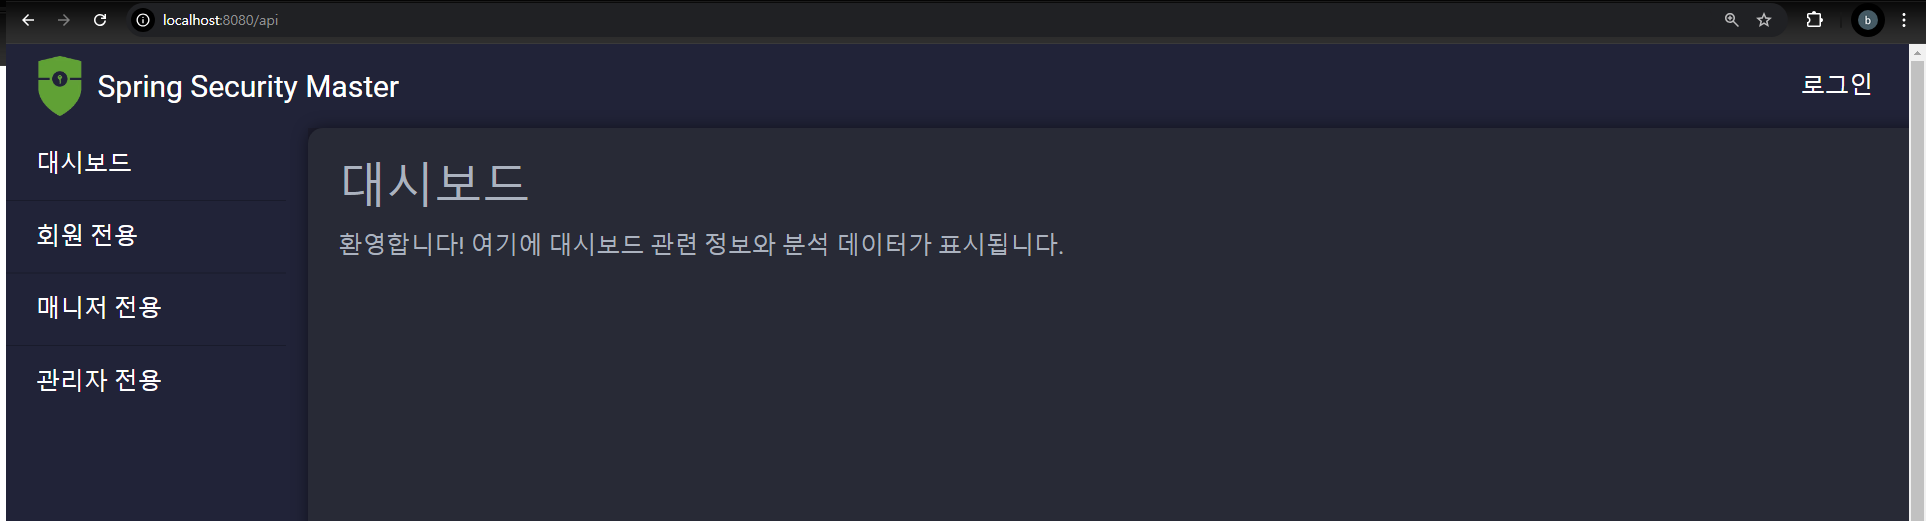 localhost:8080/api
b
Spring Security Master
로그인
대시보드
회원 전용
매니저 전용
관리자 전용
대시보드
환영합니다! 여기에 대시보드 관련 정보와 분석 데이터가 표시됩니다.